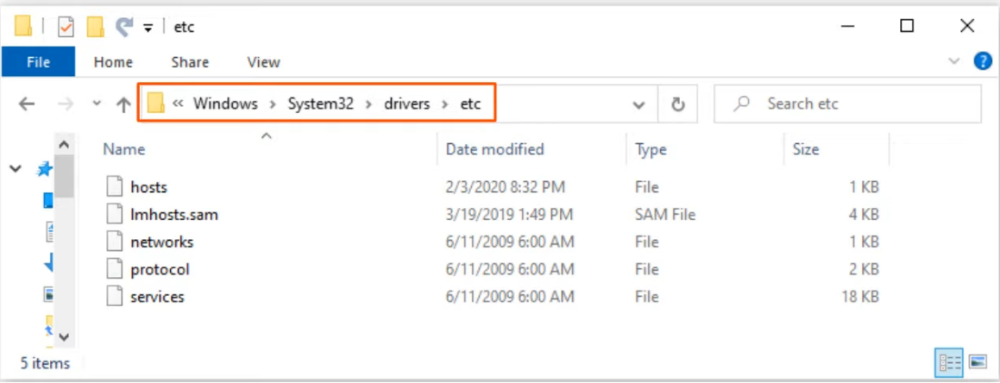 etc
File Home Share View ?
« Windows > System32 > drivers > etc Search etc
Name Date modified Type Size
hosts 2/3/2020 8:32 PM File 1 KB
lmhosts.sam 3/19/2019 1:49 PM SAM File 4 KB
networks 6/11/2009 6:00 AM File 1 KB
protocol 6/11/2009 6:00 AM File 2 KB
services 6/11/2009 6:00 AM File 18 KB
5 items